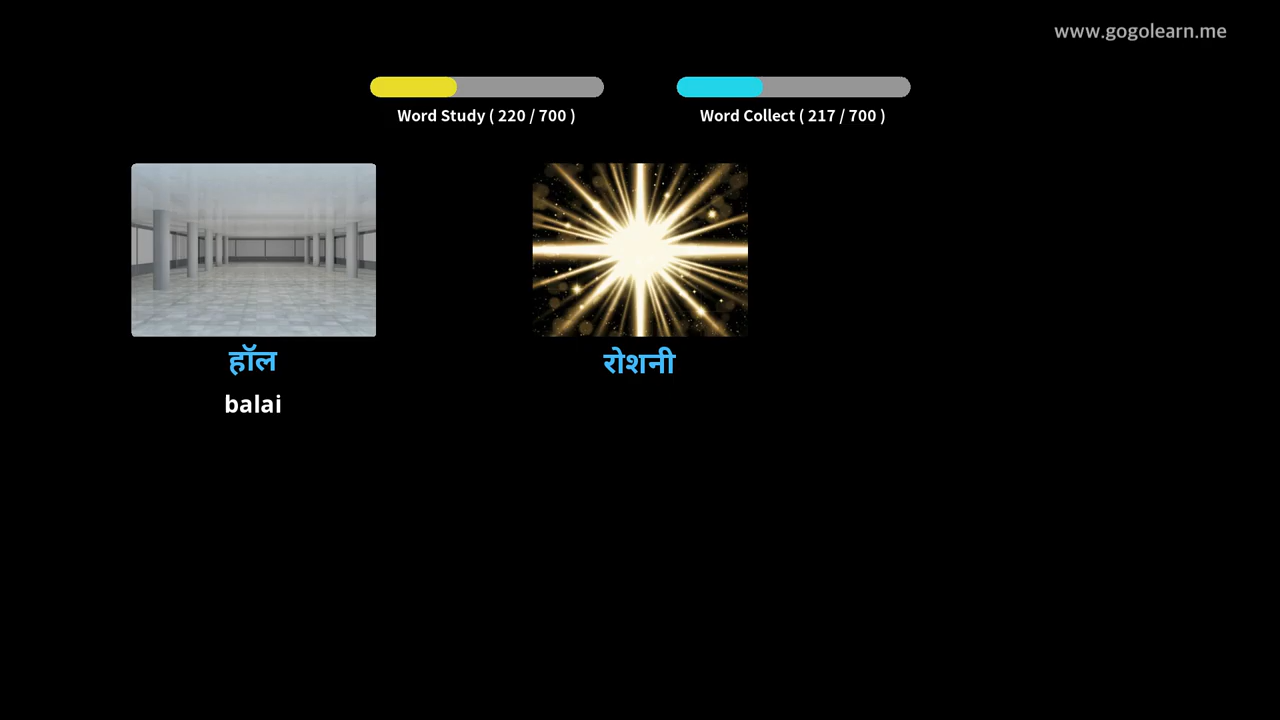 www.gogolearn.me
Word Study ( 220 / 700 )
Word Collect ( 217 / 700 )
हॉल
रोशनी
balai